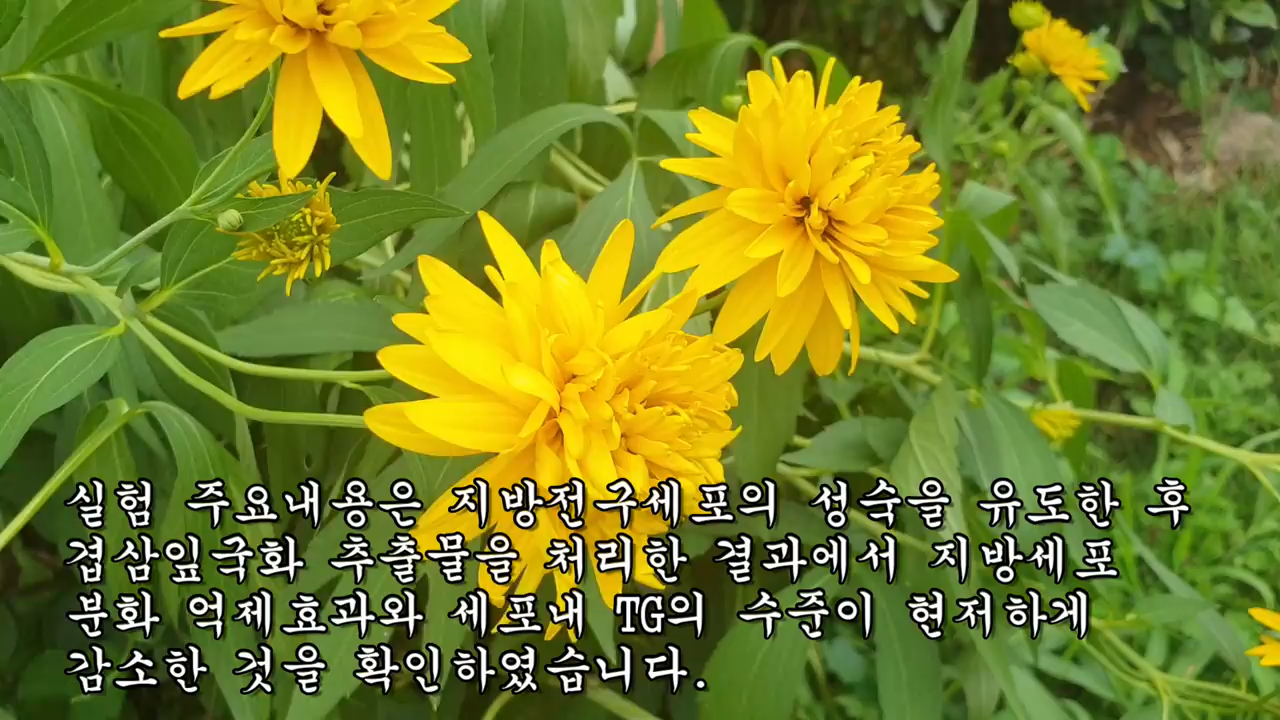 실험 주요내용은 지방전구세포의 성숙을 유도한 후
겹삼잎국화 추출물을 처리한 결과에서 지방세포
분화 억제효과와 세포내 TG의 수준이 현저하게
감소한 것을 확인하였습니다.